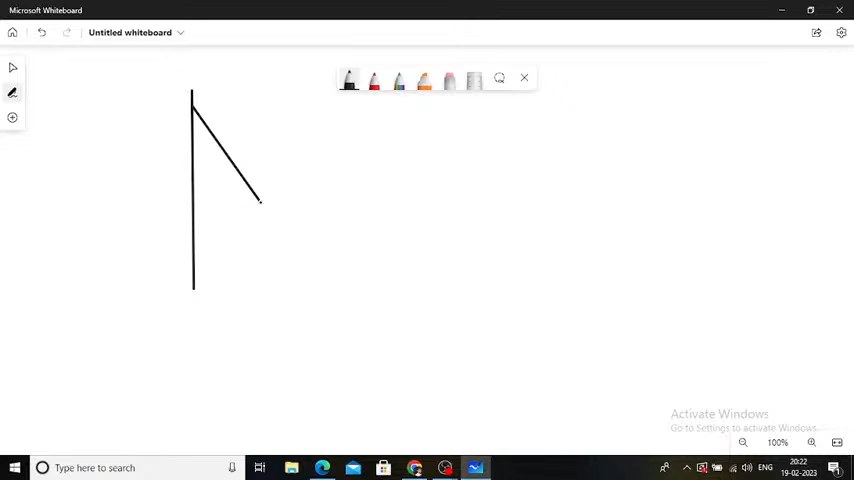 Microsoft Whiteboard
Untitled whiteboard
Activate Windows
Go to Settings to activate Windows.
100%
Type here to search
ENG
20:22
19-02-2023
1